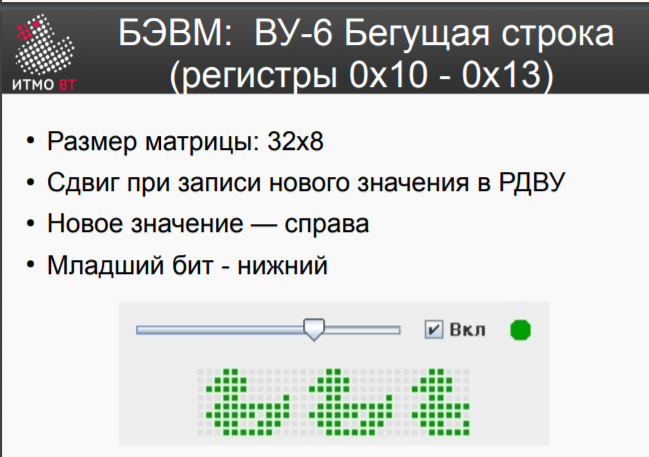 БЭВМ: ВУ-6 Бегущая строка
(регистры 0x10 - 0x13)
ИТМО ВТ
• Размер матрицы: 32x8
• Сдвиг при записи нового значения в РДВУ
• Новое значение — справа
• Младший бит - нижний
Вкл